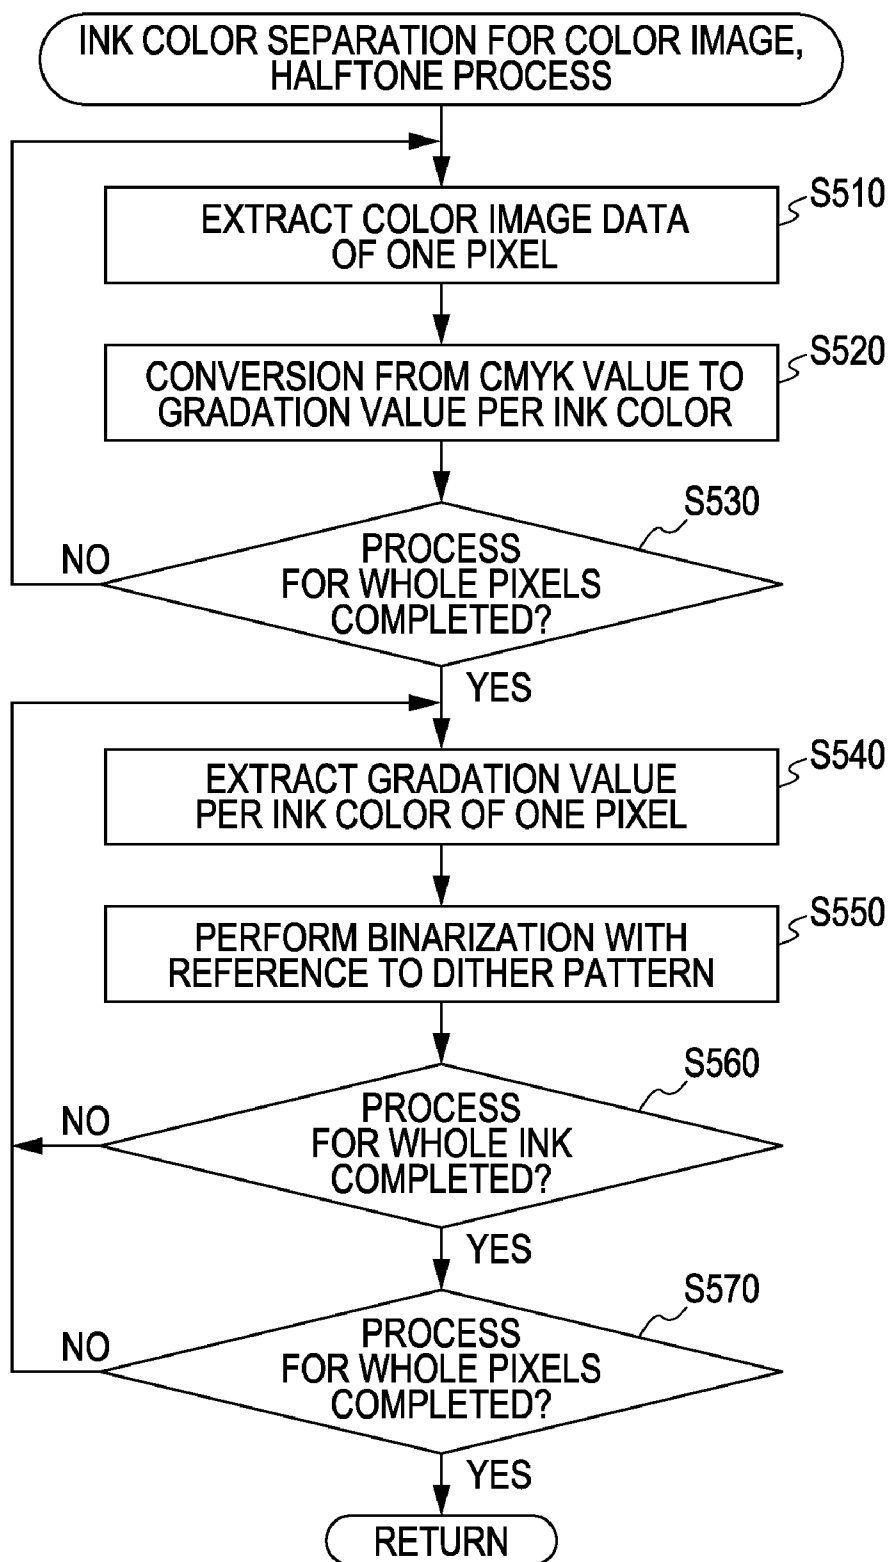 INK COLOR SEPARATION FOR COLOR IMAGE,
HALFTONE PROCESS
S510
EXTRACT COLOR IMAGE DATA
OF ONE PIXEL
S520
CONVERSION FROM CMYK VALUE TO
GRADATION VALUE PER INK COLOR
S530
NO
PROCESS
FOR WHOLE PIXELS
COMPLETED?
YES
S540
EXTRACT GRADATION VALUE
PER INK COLOR OF ONE PIXEL
S550
PERFORM BINARIZATION WITH
REFERENCE TO DITHER PATTERN
S560
NO
PROCESS
FOR WHOLE INK
COMPLETED?
YES
S570
NO
PROCESS
FOR WHOLE PIXELS
COMPLETED?
YES
RETURN